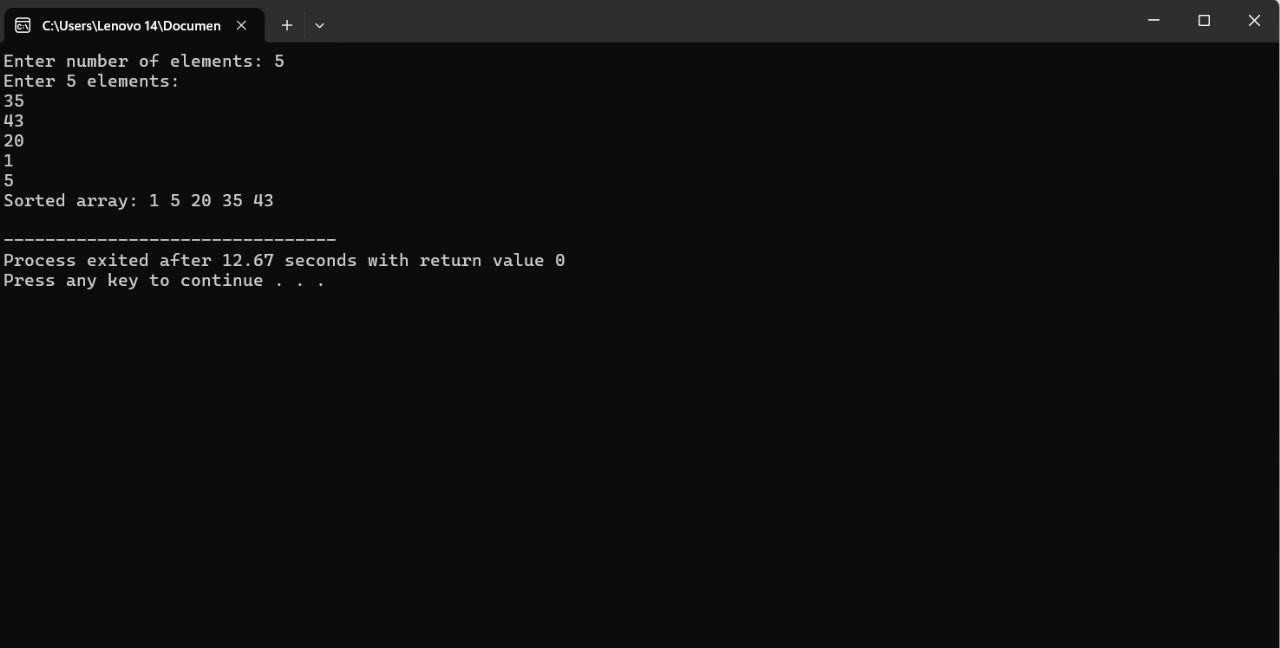 C:\Users\Lenovo 14\Documen
Enter number of elements: 5
Enter 5 elements:
35
43
20
1
5
Sorted array: 1 5 20 35 43
--------------------------------
Process exited after 12.67 seconds with return value 0
Press any key to continue . . .